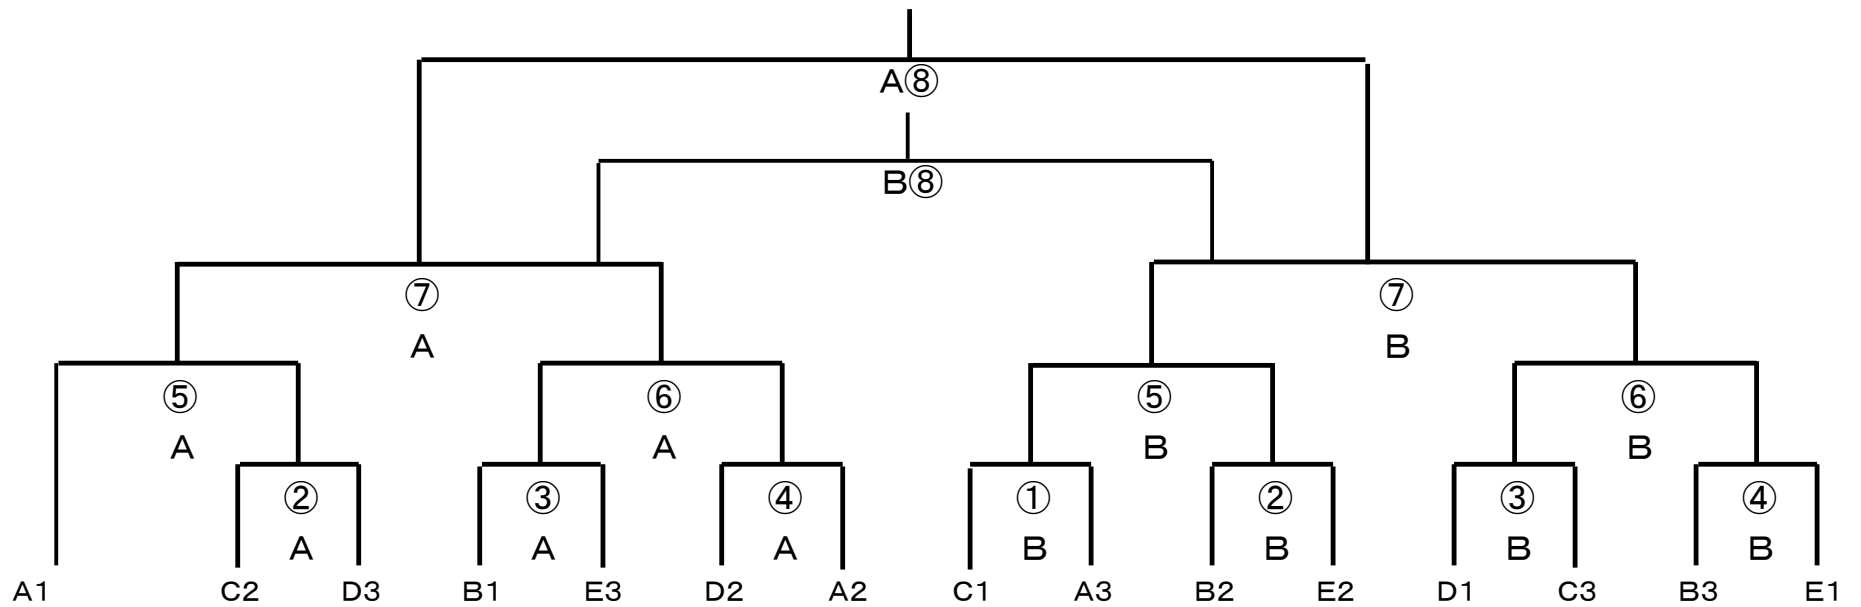 A⑧
B⑧
⑦ ⑦
A B
⑤ ⑥ ⑤ ⑥
A A B B
② ③ ④ ① ② ③ ④
A A A B B B B
A1 C2 D3 B1 E3 D2 A2 C1 A3 B2 E2 D1 C3 B3 E1